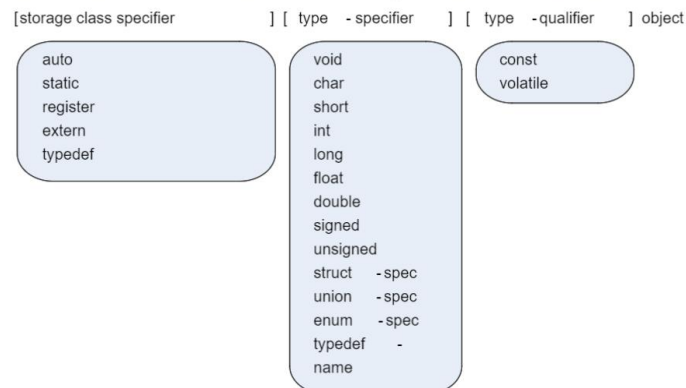 [storage class specifier ] [ type - specifier ] [ type - qualifier ] object
auto
static
register
extern
typedef
void
char
short
int
long
float
double
signed
unsigned
struct - spec
union - spec
enum - spec
typedef -
name
const
volatile